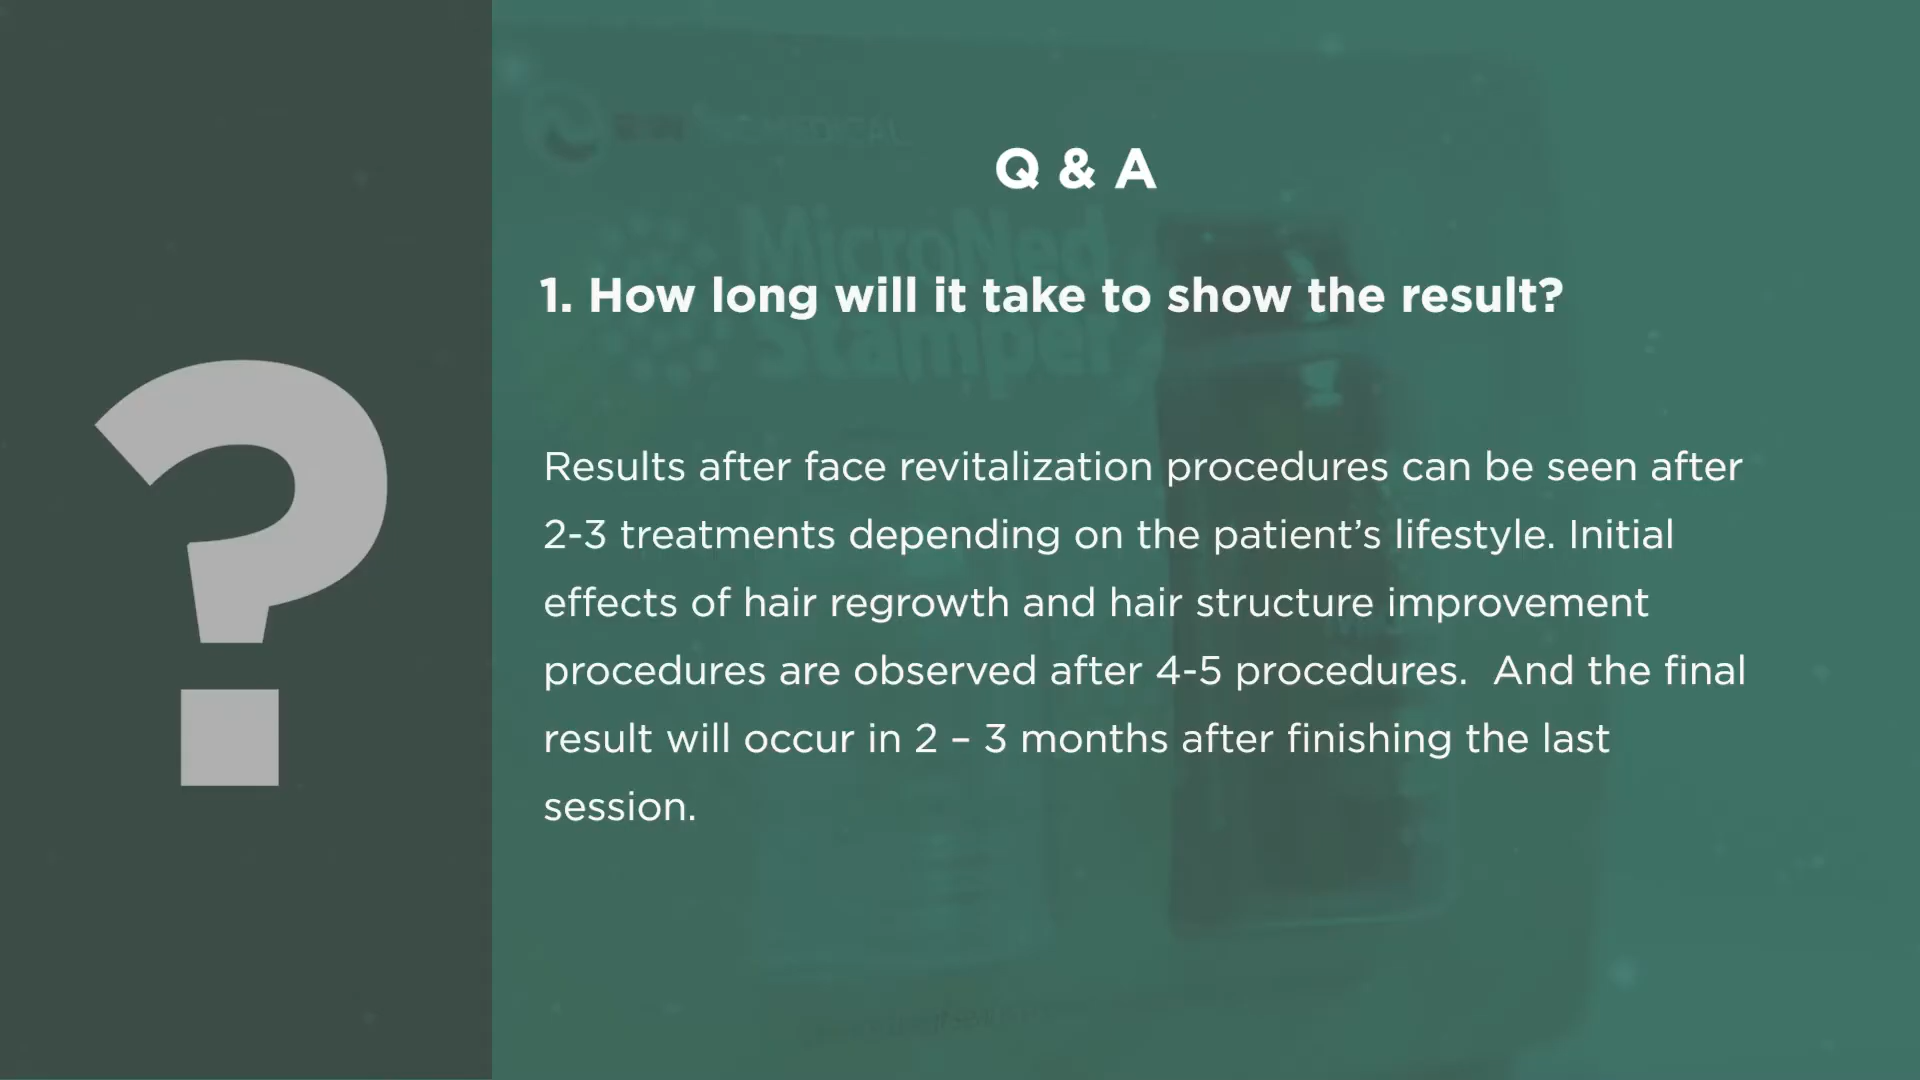 MEDICAL
Q & A
MicroNed
1. How long will it take to show the result?
Stamper
Results after face revitalization procedures can be seen after
2-3 treatments depending on the patient’s lifestyle. Initial
effects of hair regrowth and hair structure improvement
procedures are observed after 4-5 procedures.  And the final
result will occur in 2 – 3 months after finishing the last
session.